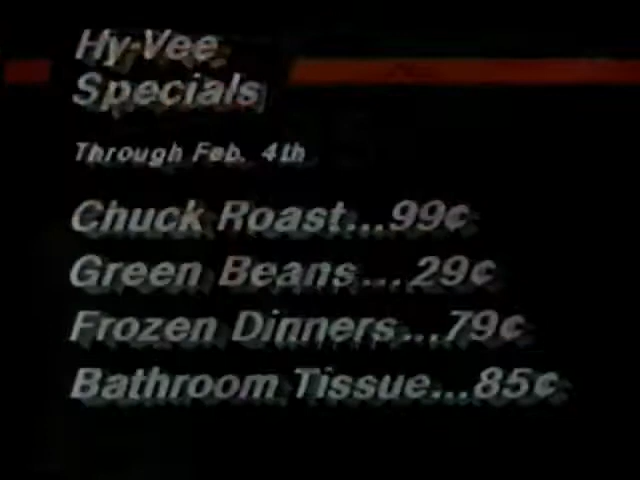 Hy-Vee
Specials
Through Feb. 4th
Chuck Roast...99¢
Green Beans...29¢
Frozen Dinners...79¢
Bathroom Tissue...85¢